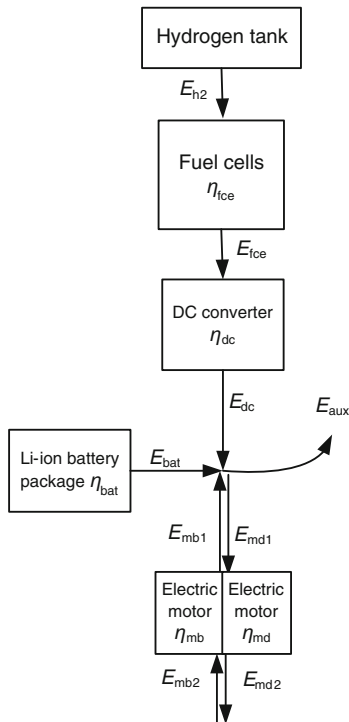 Hydrogen tank
E_h2
Fuel cells
η_fce
E_fce
DC converter
η_dc
E_dc
E_aux
Li-ion battery
package η_bat
E_bat
E_mb1
E_md1
Electric
motor
η_mb
Electric
motor
η_md
E_mb2
E_md2